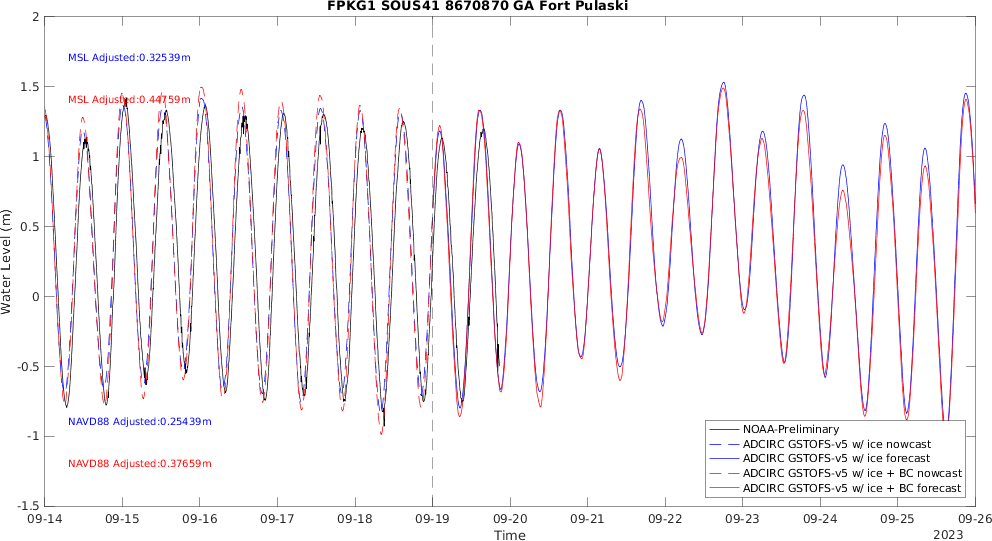 FPKG1 SOUS41 8670870 GA Fort Pulaski
2
1.5
1
0.5
0
-0.5
-1
-1.5
Water Level (m)
MSL Adjusted:0.32539m
MSL Adjusted:0.44759m
NAVD88 Adjusted:0.25439m
NAVD88 Adjusted:0.37659m
NOAA-Preliminary
ADCIRC GSTOFS-v5 w/ ice nowcast
ADCIRC GSTOFS-v5 w/ ice forecast
ADCIRC GSTOFS-v5 w/ ice + BC nowcast
ADCIRC GSTOFS-v5 w/ ice + BC forecast
09-14 09-15 09-16 09-17 09-18 09-19 09-20 09-21 09-22 09-23 09-24 09-25 09-26
Time
2023